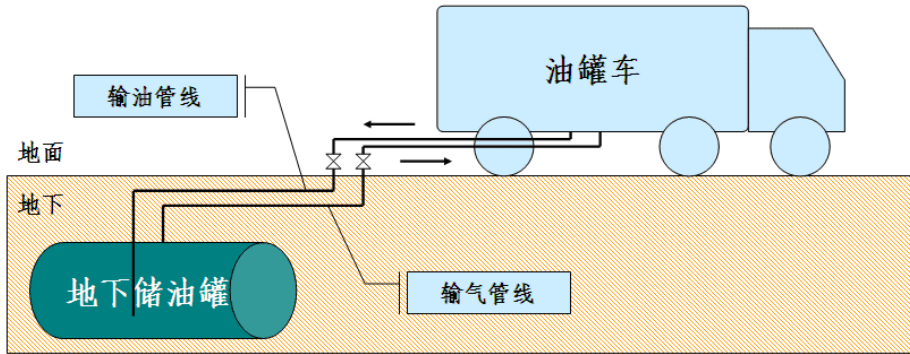 油罐车
输油管线
地面
地下
地下储油罐
输气管线